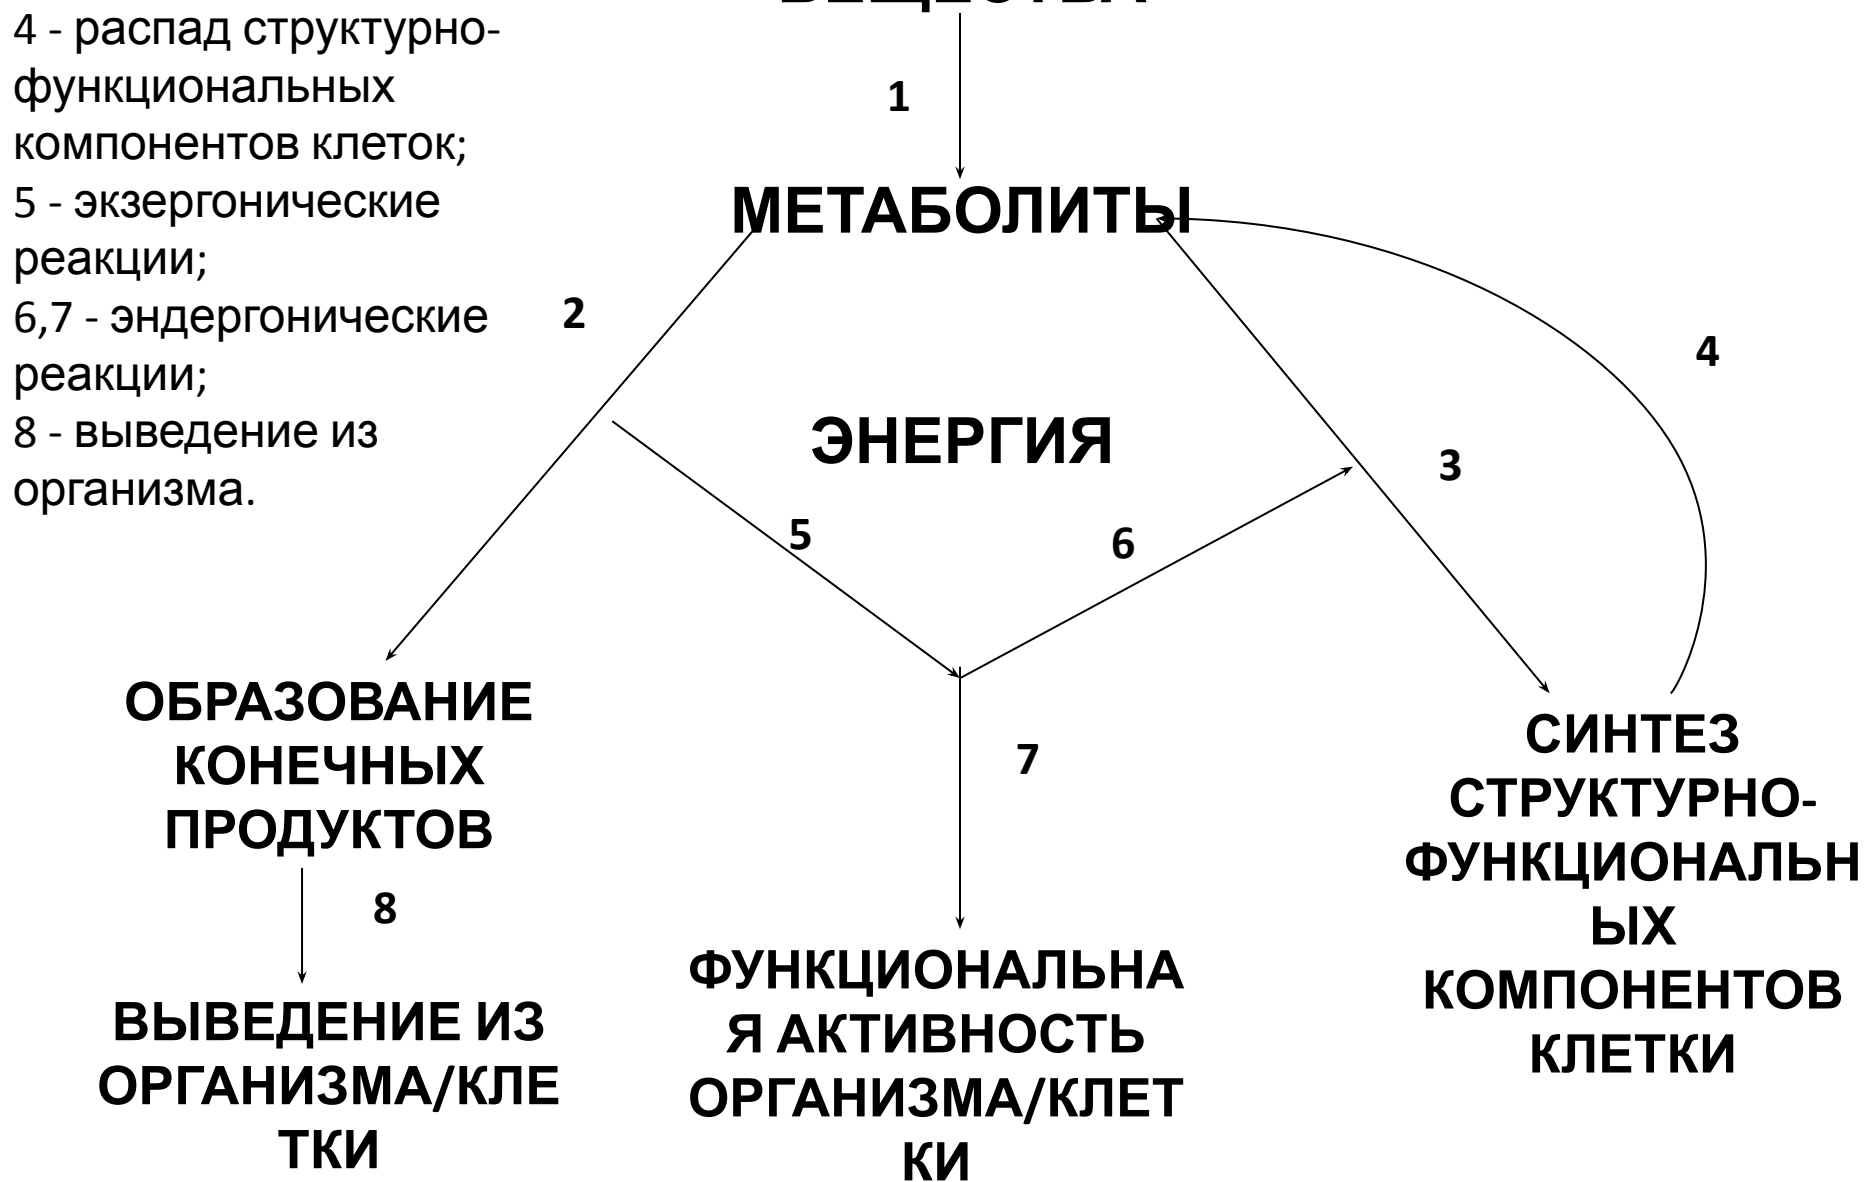 4 - распад структурно-
функциональных
компонентов клеток;
5 - экзергонические
реакции;
6,7 - эндергонические
реакции;
8 - выведение из
организма.
1
МЕТАБОЛИТЫ
2
4
ЭНЕРГИЯ
3
5
6
ОБРАЗОВАНИЕ
КОНЕЧНЫХ
ПРОДУКТОВ
7
СИНТЕЗ
СТРУКТУРНО-
ФУНКЦИОНАЛЬН
ЫХ
КОМПОНЕНТОВ
КЛЕТКИ
8
ВЫВЕДЕНИЕ ИЗ
ОРГАНИЗМА/КЛЕ
ТКИ
ФУНКЦИОНАЛЬНА
Я АКТИВНОСТЬ
ОРГАНИЗМА/КЛЕТ
КИ